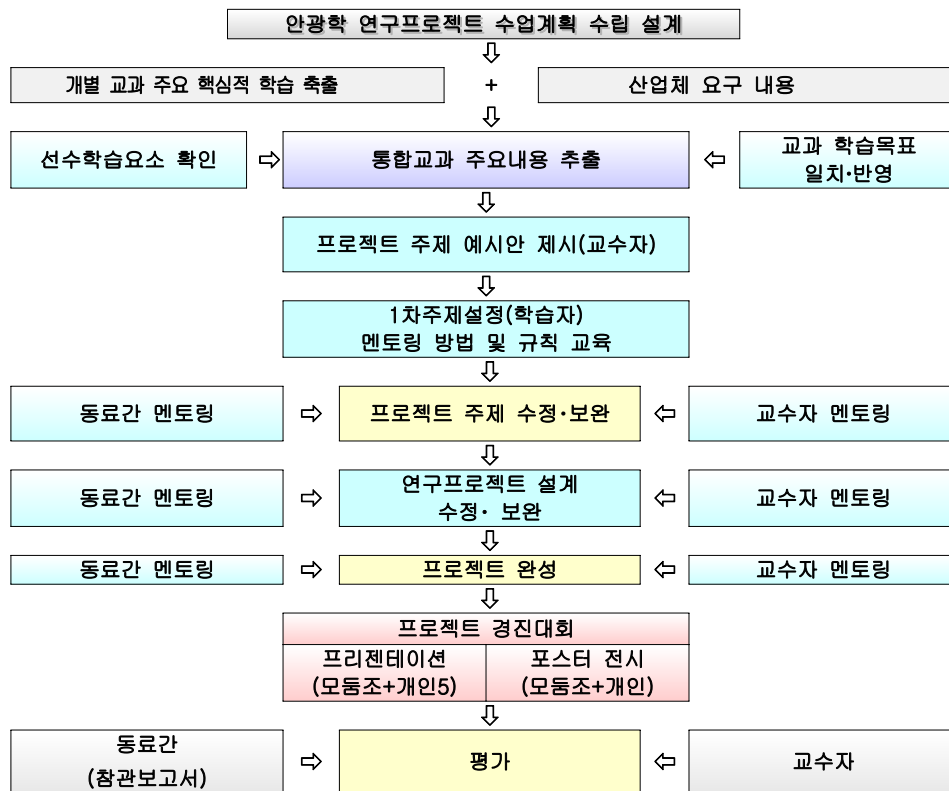 안광학 연구프로젝트 수업계획 수립 설계
개별 교과 주요 핵심적 학습 축출
+
산업체 요구 내용
선수학습요소 확인
통합교과 주요내용 추출
교과 학습목표
일치·반영
프로젝트 주제 예시안 제시(교수자)
1차주제설정(학습자)
멘토링 방법 및 규칙 교육
동료간 멘토링
프로젝트 주제 수정·보완
교수자 멘토링
동료간 멘토링
연구프로젝트 설계
수정· 보완
교수자 멘토링
동료간 멘토링
프로젝트 완성
교수자 멘토링
프로젝트 경진대회
프리젠테이션
(모둠조+개인5)
포스터 전시
(모둠조+개인)
동료간
(참관보고서)
평가
교수자